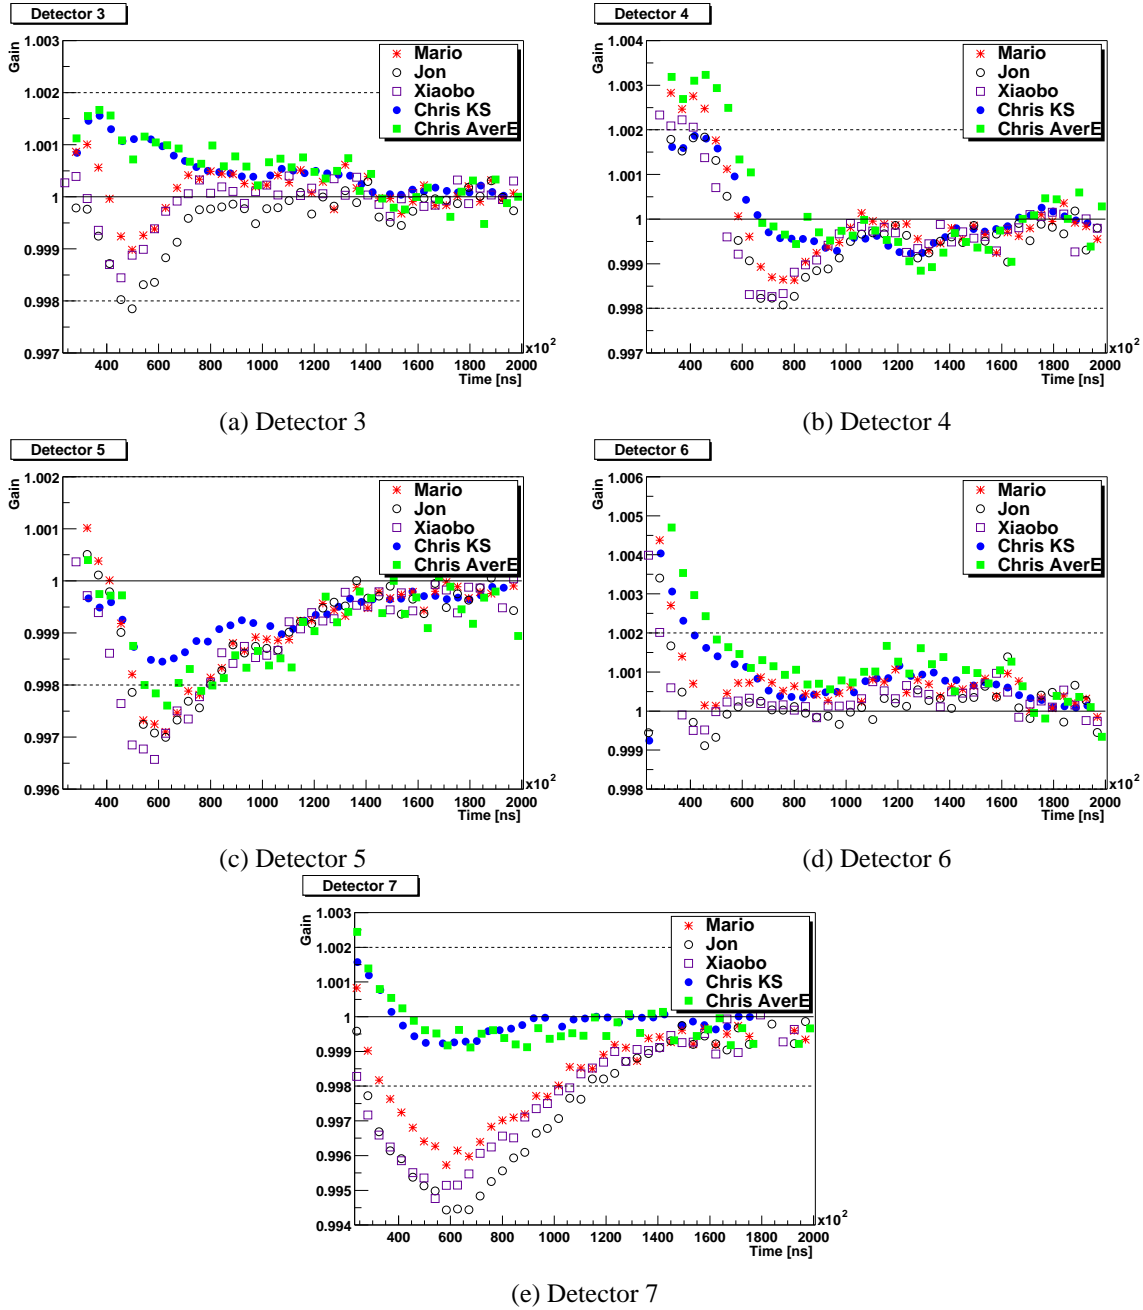 Detector 3
Gain
1.003
1.002
1.001
1
0.999
0.998
0.997
Mario
Jon
Xiaobo
Chris KS
Chris AverE
400 600 800 1000 1200 1400 1600 1800 2000
×10²
Time [ns]
(a) Detector 3
Detector 4
Gain
1.004
1.003
1.002
1.001
1
0.999
0.998
0.997
Mario
Jon
Xiaobo
Chris KS
Chris AverE
400 600 800 1000 1200 1400 1600 1800 2000
×10²
Time [ns]
(b) Detector 4
Detector 5
Gain
1.002
1.001
1
0.999
0.998
0.997
0.996
Mario
Jon
Xiaobo
Chris KS
Chris AverE
400 600 800 1000 1200 1400 1600 1800 2000
×10²
Time [ns]
(c) Detector 5
Detector 6
Gain
1.006
1.005
1.004
1.003
1.002
1.001
1
0.999
0.998
Mario
Jon
Xiaobo
Chris KS
Chris AverE
400 600 800 1000 1200 1400 1600 1800 2000
×10²
Time [ns]
(d) Detector 6
Detector 7
Gain
1.003
1.002
1.001
1
0.999
0.998
0.997
0.996
0.995
0.994
Mario
Jon
Xiaobo
Chris KS
Chris AverE
400 600 800 1000 1200 1400 1600 1800 2000
×10²
Time [ns]
(e) Detector 7